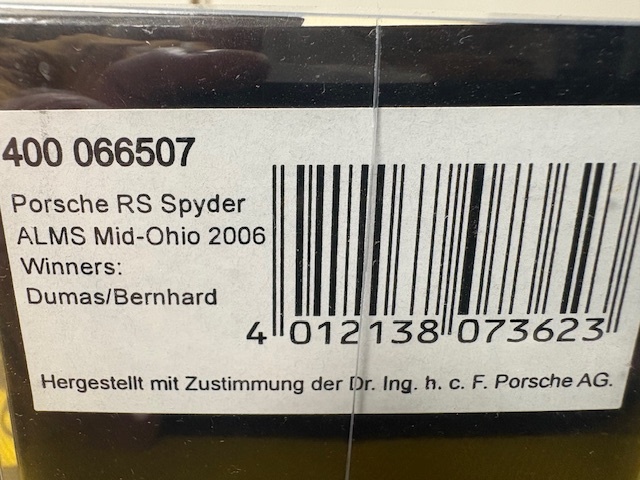 400 066507
Porsche RS Spyder
ALMS Mid-Ohio 2006
Winners:
Dumas/Bernhard
4 012138 073623
Hergestellt mit Zustimmung der Dr. Ing. h. c. F. Porsche AG.